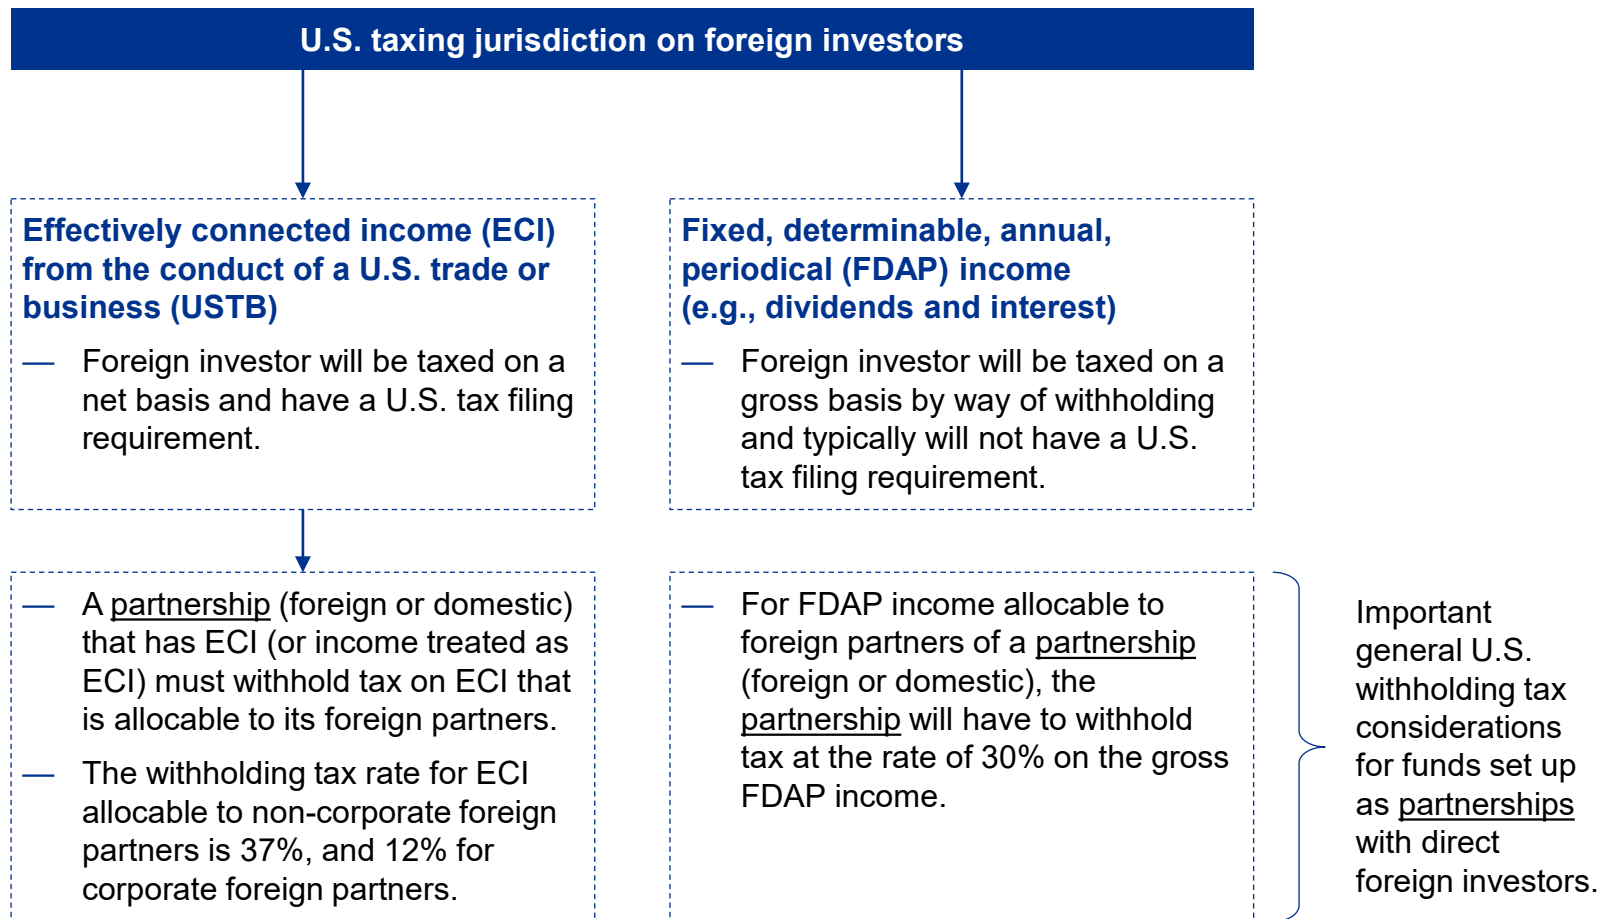 U.S. taxing jurisdiction on foreign investors
Effectively connected income (ECI)
from the conduct of a U.S. trade or
business (USTB)
— Foreign investor will be taxed on a
net basis and have a U.S. tax filing
requirement.
Fixed, determinable, annual,
periodical (FDAP) income
(e.g., dividends and interest)
— Foreign investor will be taxed on a
gross basis by way of withholding
and typically will not have a U.S.
tax filing requirement.
— A partnership (foreign or domestic)
that has ECI (or income treated as
ECI) must withhold tax on ECI that
is allocable to its foreign partners.
— The withholding tax rate for ECI
allocable to non-corporate foreign
partners is 37%, and 12% for
corporate foreign partners.
— For FDAP income allocable to
foreign partners of a partnership
(foreign or domestic), the
partnership will have to withhold
tax at the rate of 30% on the gross
FDAP income.
Important
general U.S.
withholding tax
considerations
for funds set up
as partnerships
with direct
foreign investors.